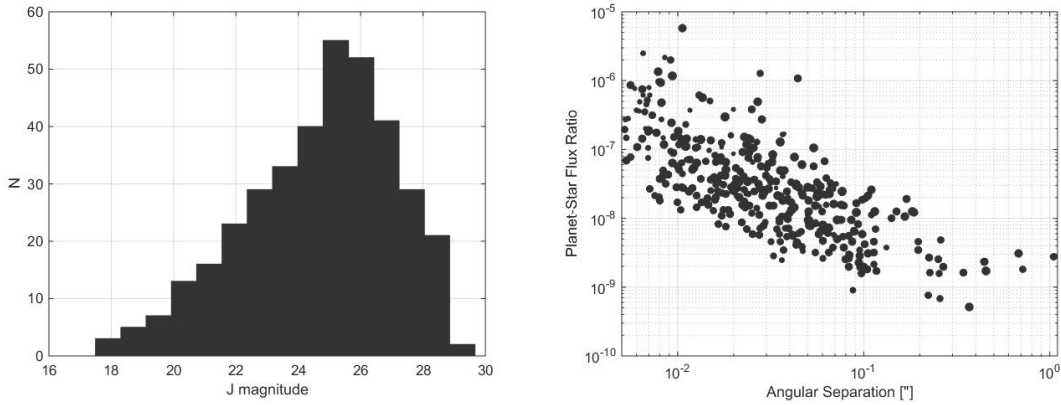 60
50
40
30
20
10
0
N
16 18 20 22 24 26 28 30
J magnitude
10-5
10-6
10-7
10-8
10-9
10-10
Planet-Star Flux Ratio
10-2 10-1 100
Angular Separation ["]